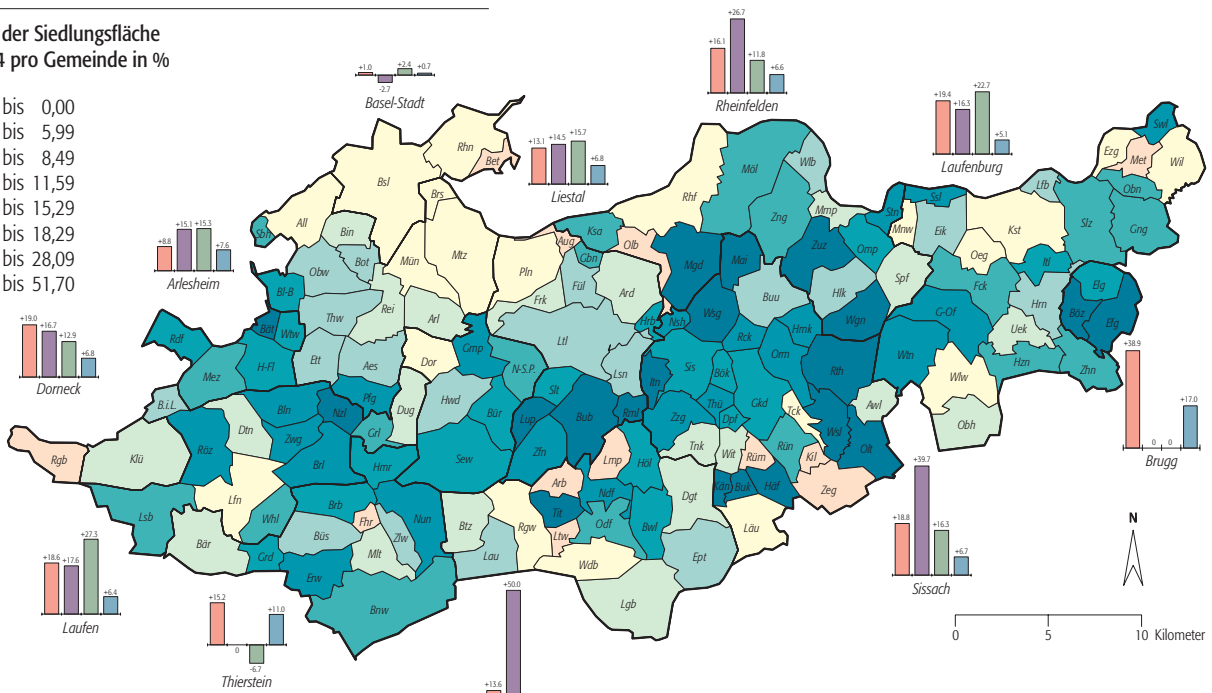 der Siedlungsfläche
4 pro Gemeinde in %
bis 0,00
bis 5,99
bis 8,49
bis 11,59
bis 15,29
bis 18,29
bis 28,09
bis 51,70
+1.0 -2.7 +2.4 +0.7
Basel-Stadt
+16.1 +26.7 +11.8 +6.6
Rheinfelden
+19.4 +16.3 +22.7 +5.1
Laufenburg
+13.1 +14.5 +15.7 +6.8
Liestal
+8.8 +15.1 +15.3 +7.6
Arlesheim
+19.0 +16.7 +12.9 +6.8
Dorneck
+38.9 0 0 +17.0
Brugg
+18.8 +39.7 +16.3 +6.7
Sissach
+18.6 +17.6 +27.3 +6.4
Laufen
+15.2 0 -6.7 +11.0
Thierstein
+50.0
+13.6
N
0 5 10 Kilometer
Rhn Bet Bsl Brs All Bin Mün Mtz
Sbh Obw Bot Rei Arl Thw Bl-B Bät Wtw Ett Aes
Pln Aug Ksa Olb Gbn Frk Fül Ard Hrb Ltl Lsn
Rhf Möl Wlb Zng Mmp Stn Ssl Mnw Eik Lfb Kst Slz Obn Gng
Swl Ezg Met Wil
Mgd Mai Zuz Omp Spf Oeg Fck Ittl Hrn Elg Böz Efg
Wsg Buu Hlk Wgn G-Of Uek Hzn Zhn Wtn Wlw Obh
Nsh Rck Hmk Orm Rth Sis Bök Itn Thü Dpf Gkd Tck Awl
Rdf Mez H-Fl B.i.L. Bln Nzl Pfg Grl Dug Dor Gmp Hwd N-S.P. Bür Slt
Rgb Klü Röz Dtn Zwg Brl Hmr Sew Lup Bub Rml Zfn Lmp Höl Zzg Tnk Wit Rüm Rün Kil Wsl Olt Zeg
Lsb Bär Lfn Whl Grd Brb Büs Fhr Mlt Zlw Nun Erw Bnw
Btz Lau Rgw Arb Tit Ltw Ndf Odf Bwl Wdb Lgb Dgt Ept Läu Kän Buk Häf